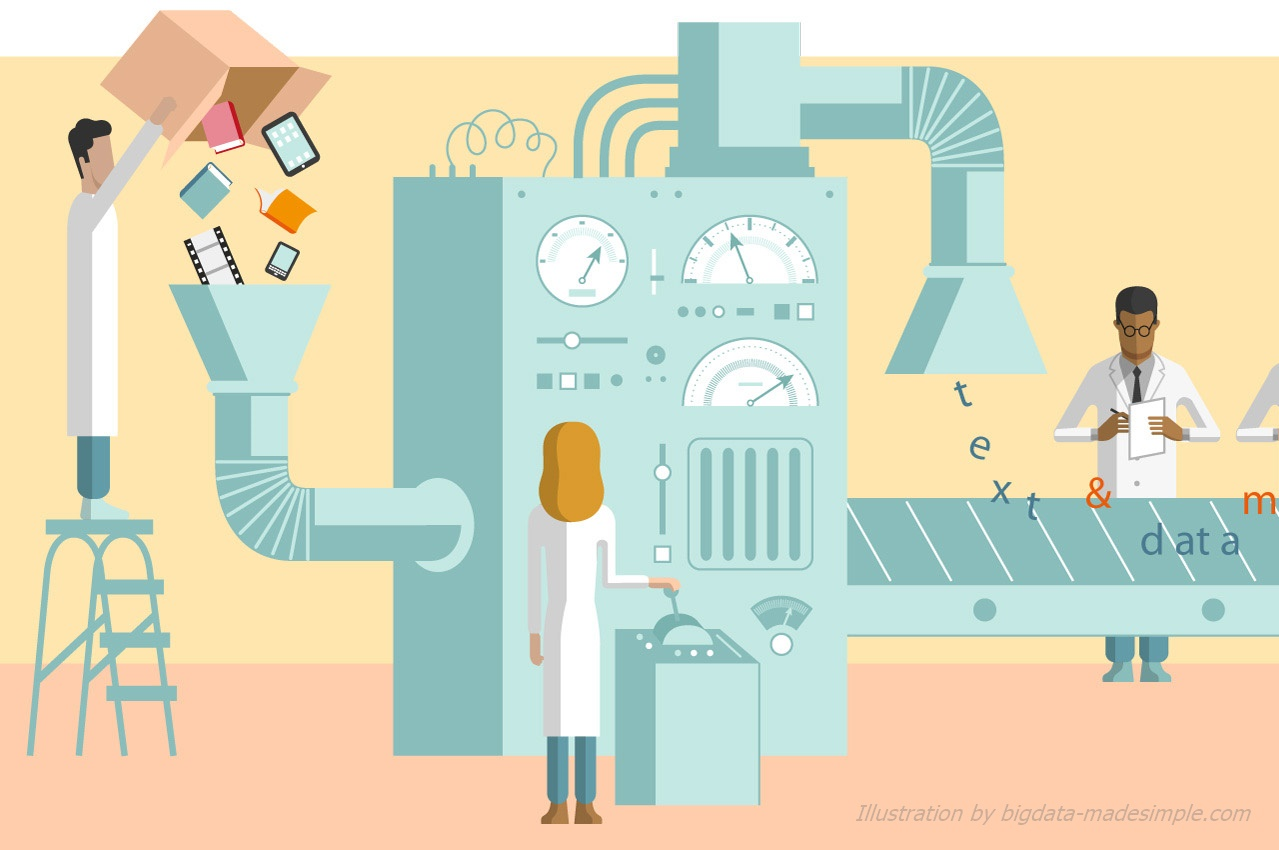 text
& m
data
Illustration by bigdata-madesimple.com